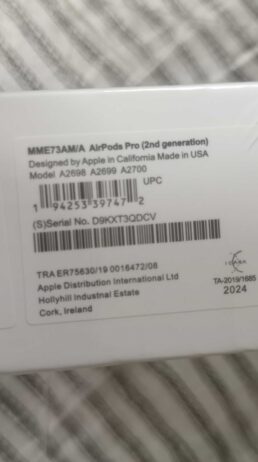 MME73AM/A AirPods Pro (2nd generation)
Designed by Apple in California Made in USA
Model A2698 A2699 A2700
UPC
1 94253 39747 2
(S)Serial No. D9KXT3QDCV
TRA ER75630/19 0016472/08
Apple Distribution International Ltd
Hollyhill Industnal Estate
Cork, Ireland
ICASA
TA-2019/1685
2024